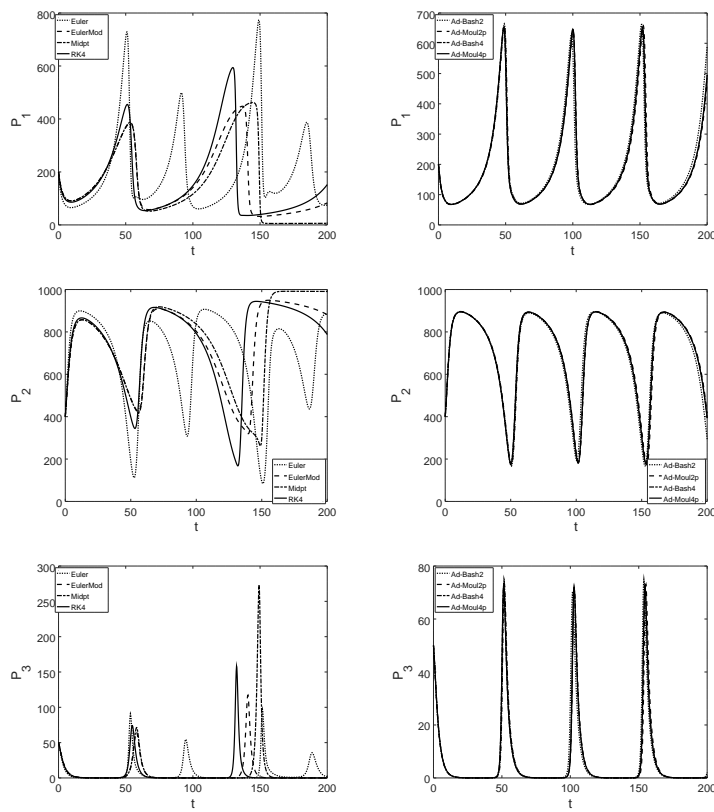 800
600
400
200
0
P1
Euler
EulerMod
Midpt
RK4
0 50 100 150 200
t
700
600
500
400
300
200
100
0
P1
Ad-Bash2
Ad-Moul2p
Ad-Bash4
Ad-Moul4p
0 50 100 150 200
t
1000
800
600
400
200
0
P2
Euler
EulerMod
Midpt
RK4
0 50 100 150 200
t
1000
800
600
400
200
0
P2
Ad-Bash2
Ad-Moul2p
Ad-Bash4
Ad-Moul4p
0 50 100 150 200
t
300
250
200
150
100
50
0
P3
Euler
EulerMod
Midpt
RK4
0 50 100 150 200
t
80
60
40
20
0
P3
Ad-Bash2
Ad-Moul2p
Ad-Bash4
Ad-Moul4p
0 50 100 150 200
t